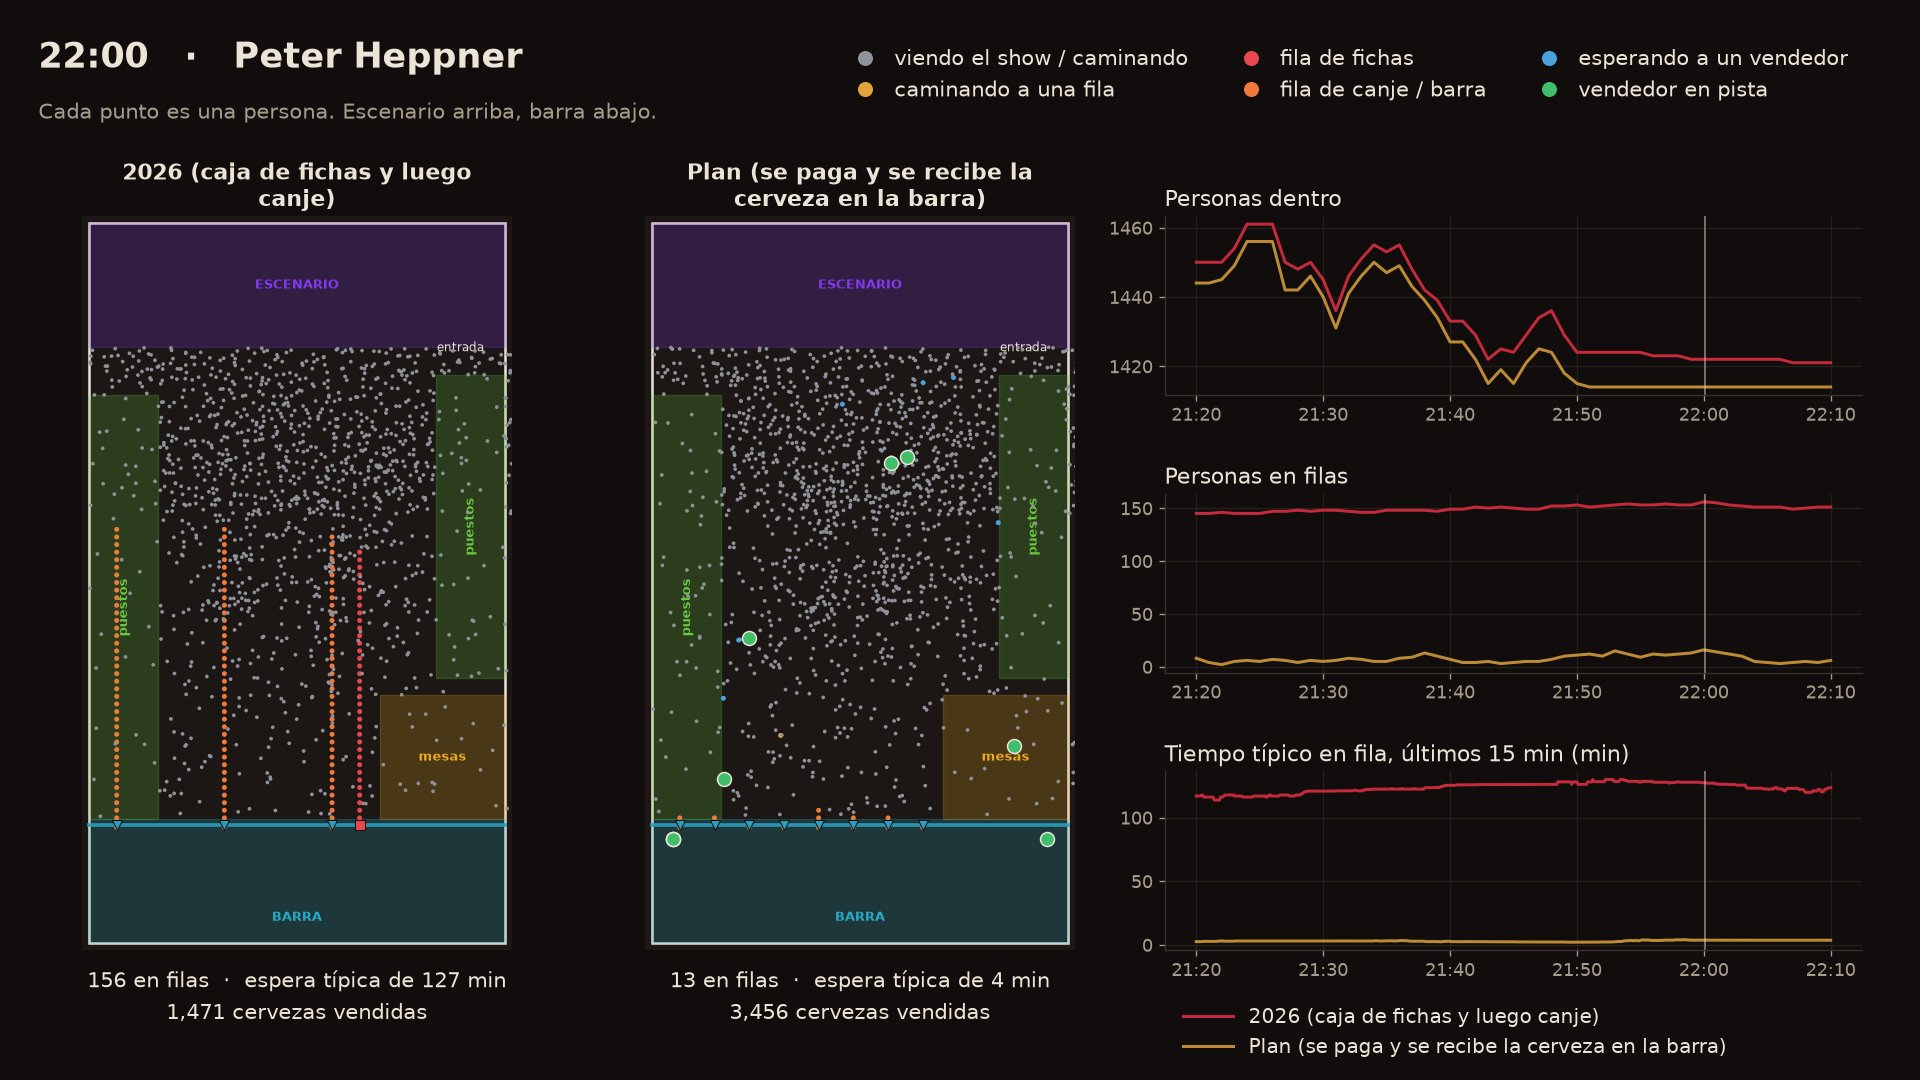 22:00 · Peter Heppner
Cada punto es una persona. Escenario arriba, barra abajo.
viendo el show / caminando
caminando a una fila
fila de fichas
fila de canje / barra
esperando a un vendedor
vendedor en pista
2026 (caja de fichas y luego
canje)
ESCENARIO
entrada
puestos
puestos
mesas
BARRA
156 en filas · espera típica de 127 min
1,471 cervezas vendidas
Plan (se paga y se recibe la
cerveza en la barra)
ESCENARIO
entrada
puestos
puestos
mesas
BARRA
13 en filas · espera típica de 4 min
3,456 cervezas vendidas
Personas dentro
1460
1440
1420
21:20 21:30 21:40 21:50 22:00 22:10
Personas en filas
150
100
50
0
21:20 21:30 21:40 21:50 22:00 22:10
Tiempo típico en fila, últimos 15 min (min)
100
50
0
21:20 21:30 21:40 21:50 22:00 22:10
2026 (caja de fichas y luego canje)
Plan (se paga y se recibe la cerveza en la barra)